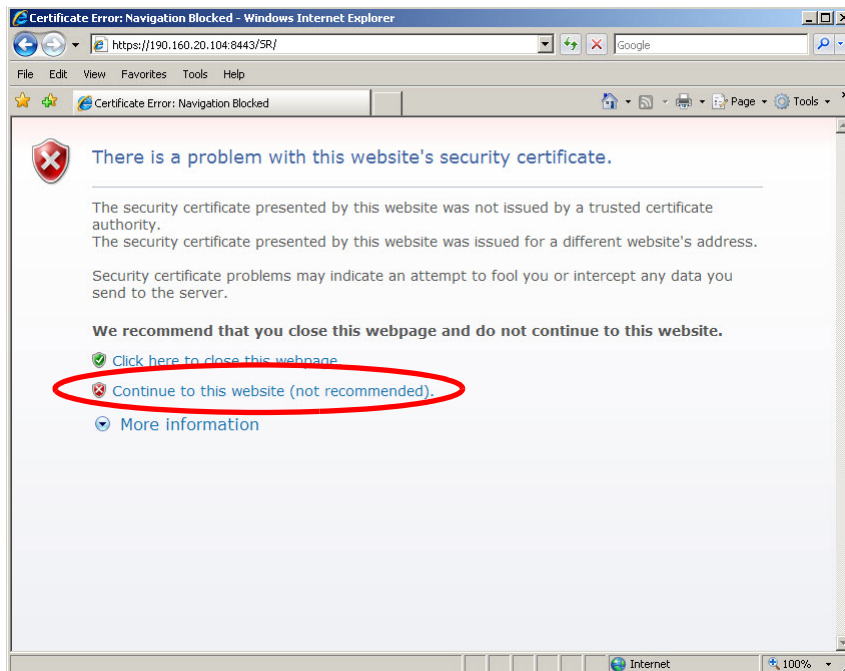 Certificate Error: Navigation Blocked - Windows Internet Explorer
https://190.160.20.104:8443/SR/
Google
File Edit View Favorites Tools Help
Certificate Error: Navigation Blocked
Page Tools
There is a problem with this website's security certificate.
The security certificate presented by this website was not issued by a trusted certificate
authority.
The security certificate presented by this website was issued for a different website's address.
Security certificate problems may indicate an attempt to fool you or intercept any data you
send to the server.
We recommend that you close this webpage and do not continue to this website.
Click here to close this webpage.
Continue to this website (not recommended).
More information
Internet 100%